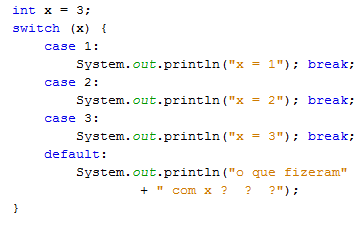 int x = 3;
switch (x) {
    case 1:
        System.out.println("x = 1"); break;
    case 2:
        System.out.println("x = 2"); break;
    case 3:
        System.out.println("x = 3"); break;
    default:
        System.out.println("o que fizeram"
                + " com x ?  ?  ?");
}